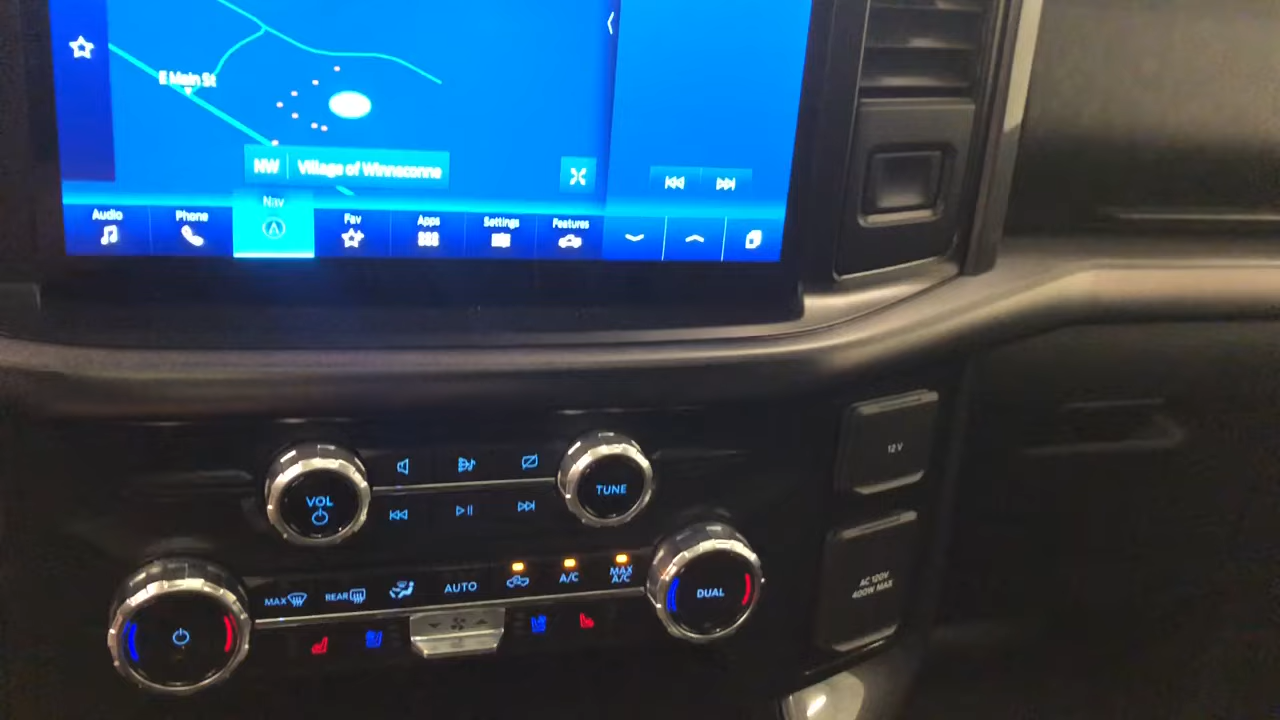 E Main St
NW Village of Winneconne
Nav
Audio Phone Fav Apps Settings Features
12 V
VOL
TUNE
AC 120V
400W MAX
MAX REAR AUTO A/C MAX
A/C
DUAL